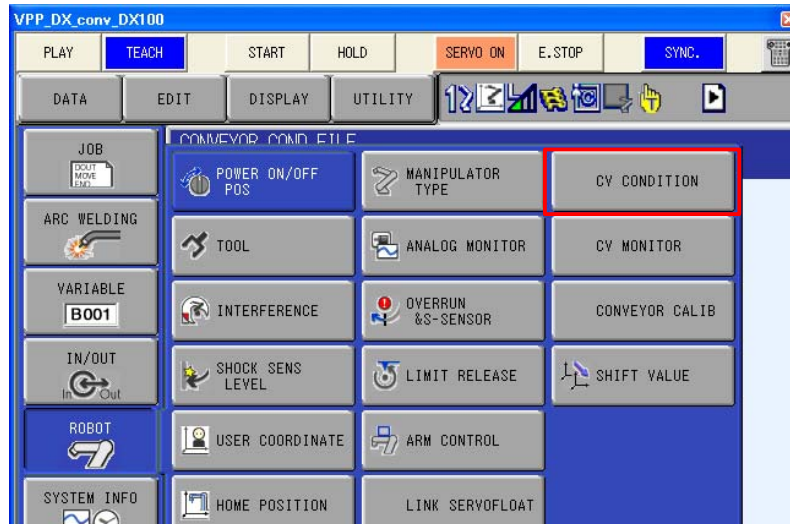 VPP_DX_conv_DX100
PLAY TEACH START HOLD SERVO ON E.STOP SYNC.
DATA EDIT DISPLAY UTILITY
CONVEYOR COND FILE
JOB
DOUT
MOVE
END
ARC WELDING
VARIABLE
B001
IN/OUT
In Out
ROBOT
SYSTEM INFO
POWER ON/OFF
POS
TOOL
INTERFERENCE
SHOCK SENS
LEVEL
USER COORDINATE
HOME POSITION
MANIPULATOR
TYPE
ANALOG MONITOR
OVERRUN
&S-SENSOR
LIMIT RELEASE
ARM CONTROL
LINK SERVOFLOAT
CV CONDITION
CV MONITOR
CONVEYOR CALIB
SHIFT VALUE